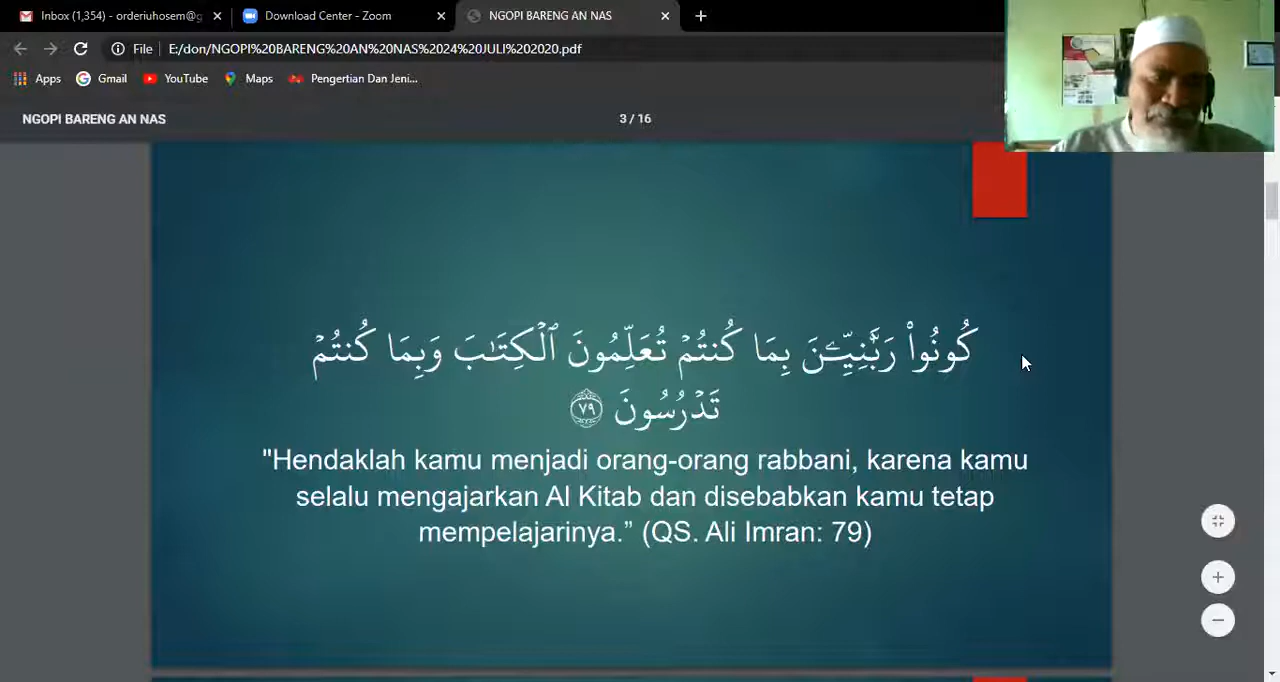 Inbox (1,354) - orderiuhosem@g
Download Center - Zoom
NGOPI BARENG AN NAS
File
E:/don/NGOPI%20BARENG%20AN%20NAS%2024%20JULI%202020.pdf
Apps
Gmail
YouTube
Maps
Pengertian Dan Jeni...
NGOPI BARENG AN NAS
3 / 16
كُونُوا۟ رَبَّٰنِيِّـۧنَ بِمَا كُنتُمْ تُعَلِّمُونَ ٱلْكِتَٰبَ وَبِمَا كُنتُمْ
تَدْرُسُونَ ٧٩
"Hendaklah kamu menjadi orang-orang rabbani, karena kamu
selalu mengajarkan Al Kitab dan disebabkan kamu tetap
mempelajarinya.” (QS. Ali Imran: 79)